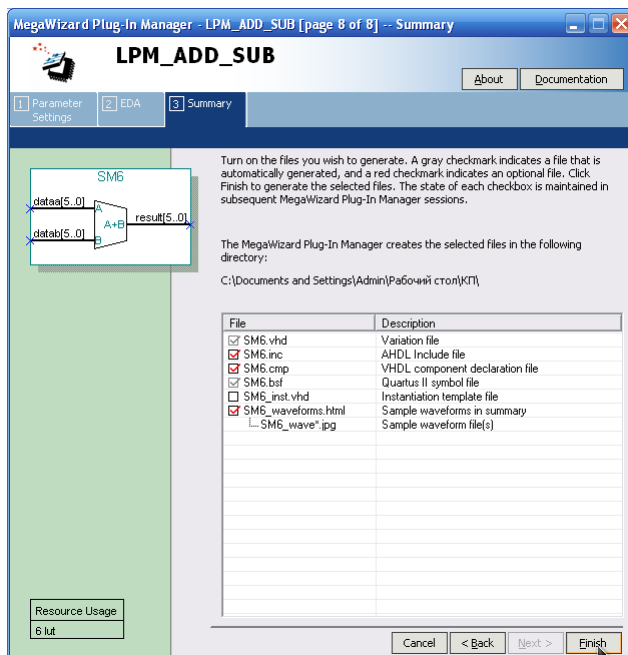 MegaWizard Plug-In Manager - LPM_ADD_SUB [page 8 of 8] -- Summary
LPM_ADD_SUB
About
Documentation
1 Parameter Settings
2 EDA
3 Summary
SM6
dataa[5..0]
A
A+B
result[5..0]
datab[5..0]
B
Turn on the files you wish to generate. A gray checkmark indicates a file that is
automatically generated, and a red checkmark indicates an optional file. Click
Finish to generate the selected files. The state of each checkbox is maintained in
subsequent MegaWizard Plug-In Manager sessions.
The MegaWizard Plug-In Manager creates the selected files in the following
directory:
C:\Documents and Settings\Admin\Рабочий стол\КП\
File Description
SM6.vhd Variation file
SM6.inc AHDL Include file
SM6.cmp VHDL component declaration file
SM6.bsf Quartus II symbol file
SM6_inst.vhd Instantiation template file
SM6_waveforms.html Sample waveforms in summary
SM6_wave*.jpg Sample waveform file(s)
Resource Usage
6 lut
Cancel
< Back
Next >
Finish